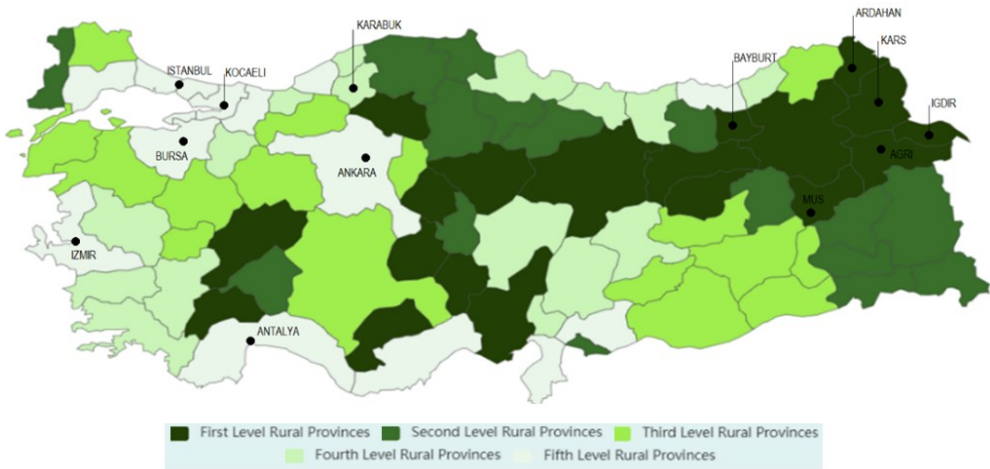 ARDAHAN
KARABUK
KARS
BAYBURT
ISTANBUL
KOCAELI
IGDIR
BURSA
AGRI
ANKARA
MUS
IZMIR
ANTALYA
First Level Rural Provinces
Second Level Rural Provinces
Third Level Rural Provinces
Fourth Level Rural Provinces
Fifth Level Rural Provinces